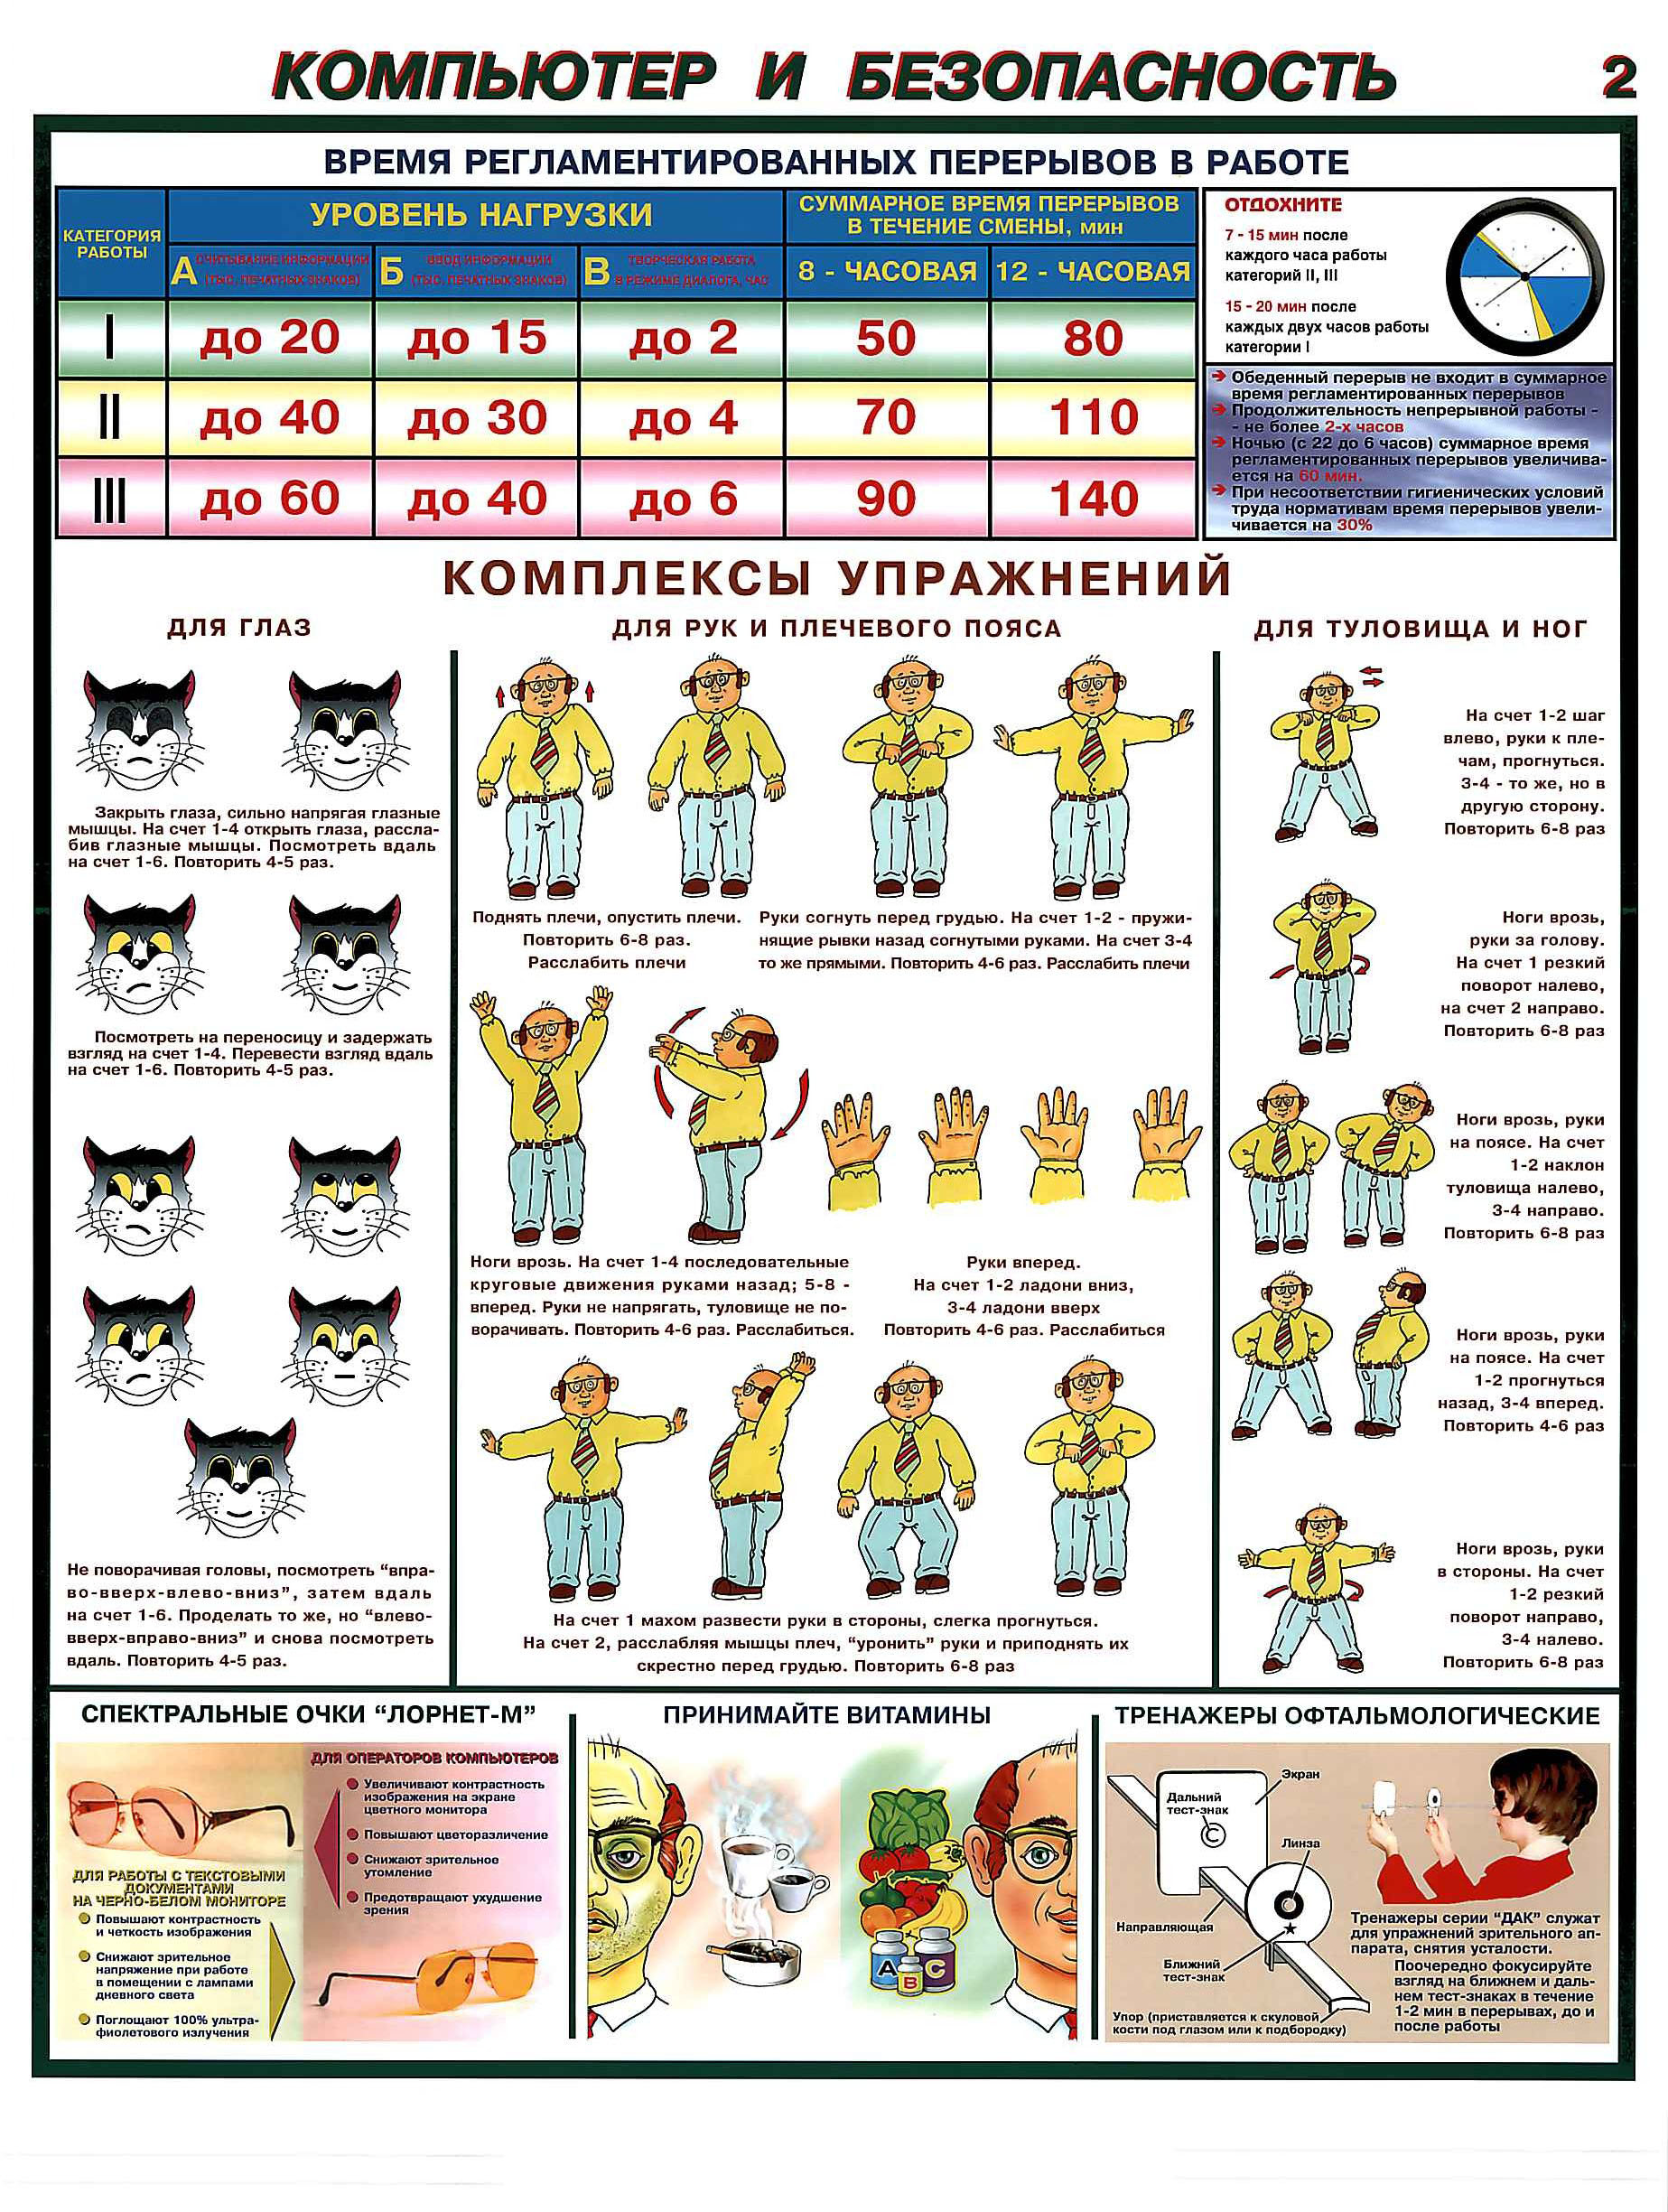 КОМПЬЮТЕР И БЕЗОПАСНОСТЬ
2
ВРЕМЯ РЕГЛАМЕНТИРОВАННЫХ ПЕРЕРЫВОВ В РАБОТЕ
КАТЕГОРИЯ
РАБОТЫ
УРОВЕНЬ НАГРУЗКИ
СУММАРНОЕ ВРЕМЯ ПЕРЕРЫВОВ
В ТЕЧЕНИЕ СМЕНЫ, мин
А СЧИТЫВАНИЕ ИНФОРМАЦИИ
(ТЫС. ПЕЧАТНЫХ ЗНАКОВ)
Б ВВОД ИНФОРМАЦИИ
(ТЫС. ПЕЧАТНЫХ ЗНАКОВ)
В ТВОРЧЕСКАЯ РАБОТА
В РЕЖИМЕ ДИАЛОГА, ЧАС
8 - ЧАСОВАЯ
12 - ЧАСОВАЯ
I до 20 до 15 до 2 50 80
II до 40 до 30 до 4 70 110
III до 60 до 40 до 6 90 140
ОТДОХНИТЕ
7 - 15 мин после
каждого часа работы
категорий II, III
15 - 20 мин после
каждых двух часов работы
категории I
Обеденный перерыв не входит в суммарное
время регламентированных перерывов
Продолжительность непрерывной работы -
- не более 2-х часов
Ночью (с 22 до 6 часов) суммарное время
регламентированных перерывов увеличива-
ется на 60 мин.
При несоответствии гигиенических условий
труда нормативам время перерывов увели-
чивается на 30%
КОМПЛЕКСЫ УПРАЖНЕНИЙ
ДЛЯ ГЛАЗ
Закрыть глаза, сильно напрягая глазные
мышцы. На счет 1-4 открыть глаза, рассла-
бив глазные мышцы. Посмотреть вдаль
на счет 1-6. Повторить 4-5 раз.
Посмотреть на переносицу и задержать
взгляд на счет 1-4. Перевести взгляд вдаль
на счет 1-6. Повторить 4-5 раз.
Не поворачивая головы, посмотреть “впра-
во-вверх-влево-вниз”, затем вдаль
на счет 1-6. Проделать то же, но “влево-
вверх-вправо-вниз” и снова посмотреть
вдаль. Повторить 4-5 раз.
ДЛЯ РУК И ПЛЕЧЕВОГО ПОЯСА
Поднять плечи, опустить плечи.
Повторить 6-8 раз.
Расслабить плечи
Руки согнуть перед грудью. На счет 1-2 - пружи-
нящие рывки назад согнутыми руками. На счет 3-4
то же прямыми. Повторить 4-6 раз. Расслабить плечи
Ноги врозь. На счет 1-4 последовательные
круговые движения руками назад; 5-8 -
вперед. Руки не напрягать, туловище не по-
ворачивать. Повторить 4-6 раз. Расслабиться.
Руки вперед.
На счет 1-2 ладони вниз,
3-4 ладони вверх
Повторить 4-6 раз. Расслабиться
На счет 1 махом развести руки в стороны, слегка прогнуться.
На счет 2, расслабляя мышцы плеч, “уронить” руки и приподнять их
скрестно перед грудью. Повторить 6-8 раз
ДЛЯ ТУЛОВИЩА И НОГ
На счет 1-2 шаг
влево, руки к пле-
чам, прогнуться.
3-4 - то же, но в
другую сторону.
Повторить 6-8 раз
Ноги врозь,
руки за голову.
На счет 1 резкий
поворот налево,
на счет 2 направо.
Повторить 6-8 раз
Ноги врозь, руки
на поясе. На счет
1-2 наклон
туловища налево,
3-4 направо.
Повторить 6-8 раз
Ноги врозь, руки
на поясе. На счет
1-2 прогнуться
назад, 3-4 вперед.
Повторить 4-6 раз
Ноги врозь, руки
в стороны. На счет
1-2 резкий
поворот направо,
3-4 налево.
Повторить 6-8 раз
СПЕКТРАЛЬНЫЕ ОЧКИ “ЛОРНЕТ-М”
ДЛЯ ОПЕРАТОРОВ КОМПЬЮТЕРОВ
Увеличивают контрастность
изображения на экране
цветного монитора
Повышают цветоразличение
Снижают зрительное
утомление
Предотвращают ухудшение
зрения
ДЛЯ РАБОТЫ С ТЕКСТОВЫМИ
ДОКУМЕНТАМИ
НА ЧЕРНО-БЕЛОМ МОНИТОРЕ
Повышают контрастность
и четкость изображения
Снижают зрительное
напряжение при работе
в помещении с лампами
дневного света
Поглощают 100% ультра-
фиолетового излучения
ПРИНИМАЙТЕ ВИТАМИНЫ
A
B
C
ТРЕНАЖЕРЫ ОФТАЛЬМОЛОГИЧЕСКИЕ
Экран
Дальний
тест-знак
С
Линза
Направляющая
Ближний
тест-знак
Упор (приставляется к скуловой
кости под глазом или к подбородку)
Тренажеры серии “ДАК” служат
для упражнений зрительного ап-
парата, снятия усталости.
Поочередно фокусируйте
взгляд на ближнем и даль-
нем тест-знаках в течение
1-2 мин в перерывах, до и
после работы